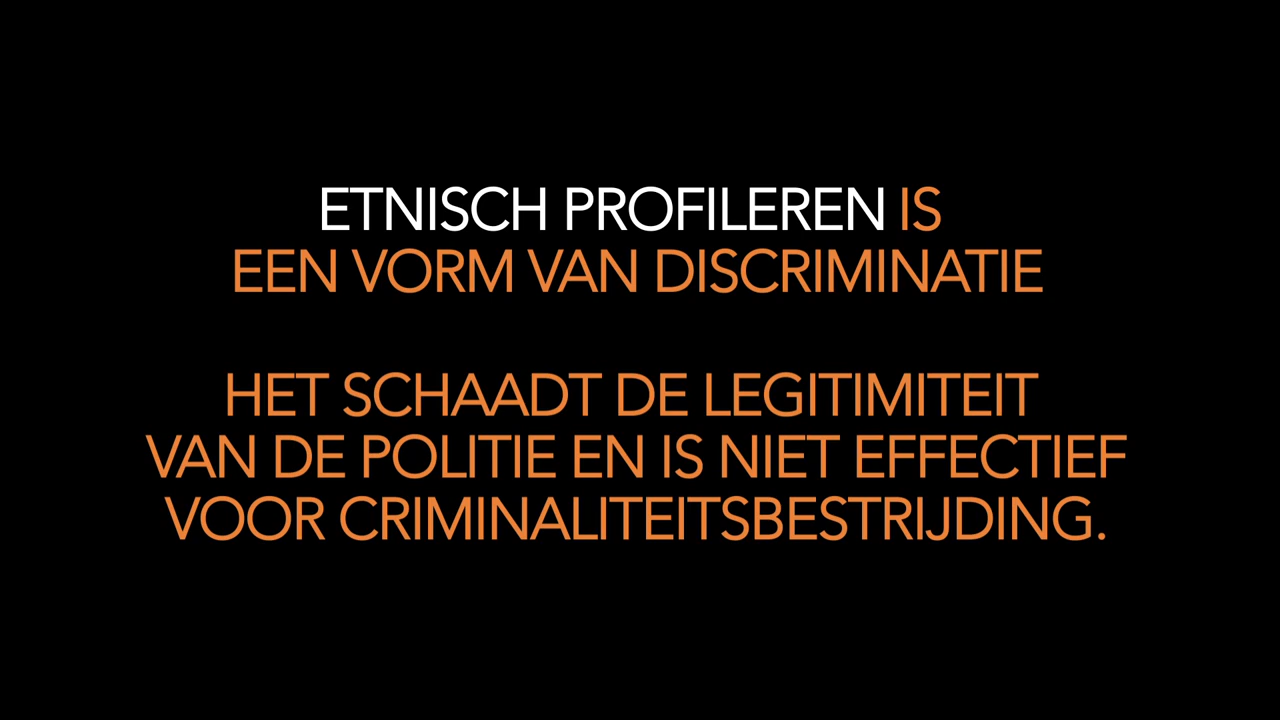 ETNISCH PROFILEREN IS
EEN VORM VAN DISCRIMINATIE
HET SCHAADT DE LEGITIMITEIT
VAN DE POLITIE EN IS NIET EFFECTIEF
VOOR CRIMINALITEITSBESTRIJDING.